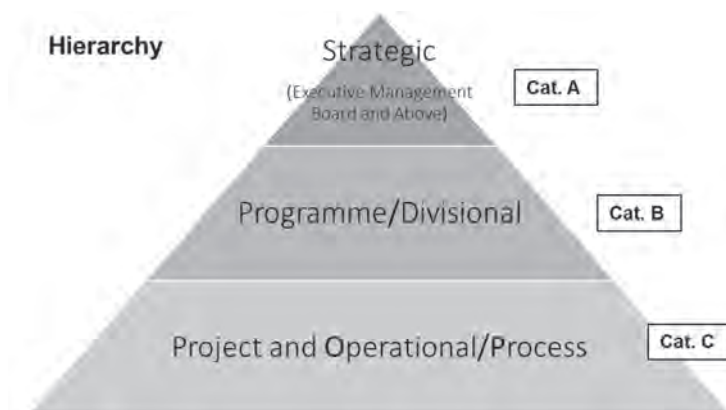 Hierarchy
Strategic
(Executive Management
Board and Above)
Cat. A
Programme/Divisional
Cat. B
Project and Operational/Process
Cat. C